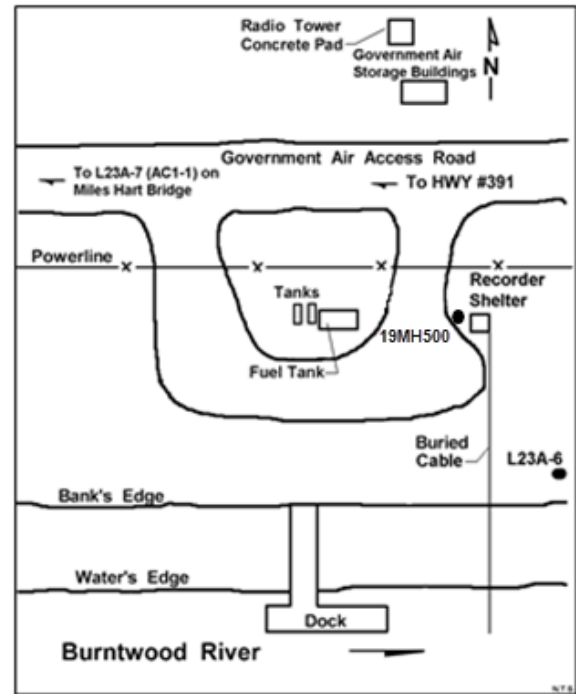 Radio Tower
Concrete Pad
Government Air
Storage Buildings
N
Government Air Access Road
To L23A-7 (AC1-1) on
Miles Hart Bridge
To HWY #391
Powerline
Tanks
Recorder
Shelter
19MH500
Fuel Tank
Buried
Cable
L23A-6
Bank's Edge
Water's Edge
Dock
Burntwood River
NTS